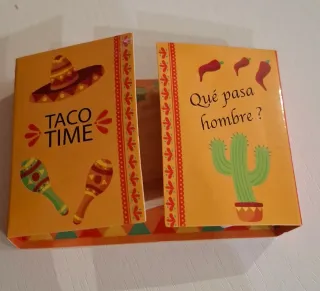 TACO
TIME
Qué pasa
hombre ?